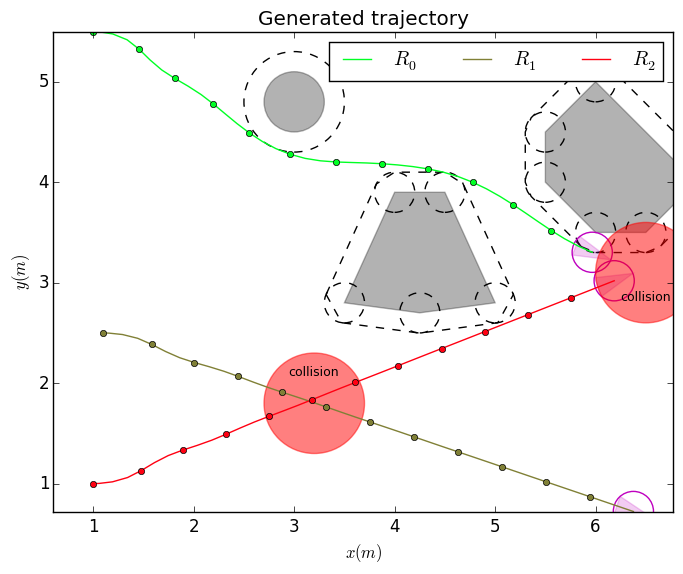 Generated trajectory
R0 R1 R2
5
4
collision
3
collision
2
1
1 2 3 4 5 6
x(m)
y(m)